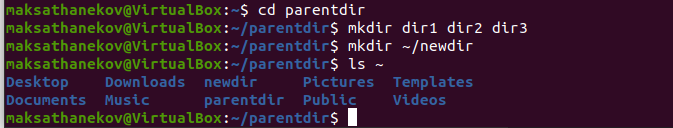 maksathanekov@VirtualBox:~$ cd parentdir
maksathanekov@VirtualBox:~/parentdir$ mkdir dir1 dir2 dir3
maksathanekov@VirtualBox:~/parentdir$ mkdir ~/newdir
maksathanekov@VirtualBox:~/parentdir$ ls ~
Desktop Downloads newdir Pictures Templates
Documents Music parentdir Public Videos
maksathanekov@VirtualBox:~/parentdir$